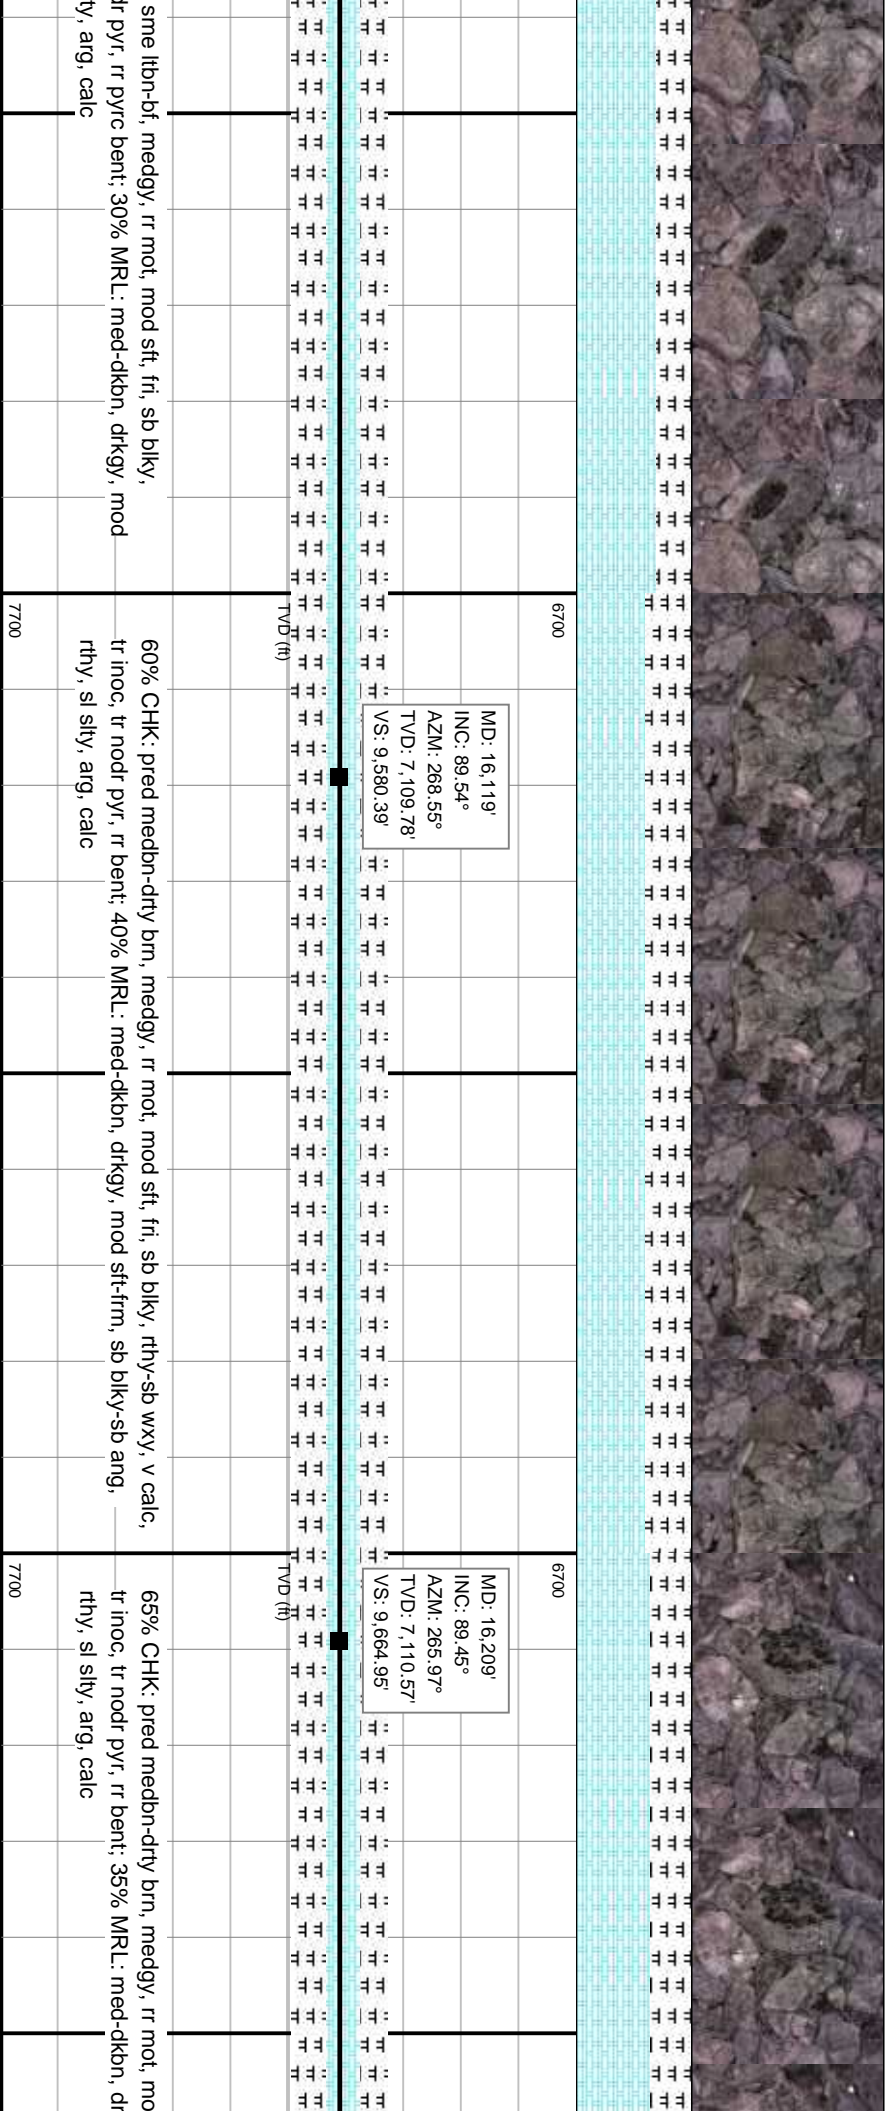 sme ltbn-bf, medgy, rr mot, mod sft, fri, sb blky,
dr pyr, rr pyrc bent; 30% MRL: med-dkbn, drkgy, mod
ty, arg, calc
6700
TVD (ft)
7700
MD: 16,119'
INC: 89.54°
AZM: 268.55°
TVD: 7,109.78'
VS: 9,580.39'
60% CHK: pred medbn-drty brn, medgy, rr mot, mod sft, fri, sb blky, rthy-sb wxy, v calc,
tr inoc, tr nodr pyr, rr bent; 40% MRL: med-dkbn, drkgy, mod sft-frm, sb blky-sb ang,
rthy, sl slty, arg, calc
6700
TVD (ft)
7700
MD: 16,209'
INC: 89.45°
AZM: 265.97°
TVD: 7,110.57'
VS: 9,664.95'
65% CHK: pred medbn-drty brn, medgy, rr mot, mo
tr inoc, tr nodr pyr, rr bent; 35% MRL: med-dkbn, dr
rthy, sl slty, arg, calc